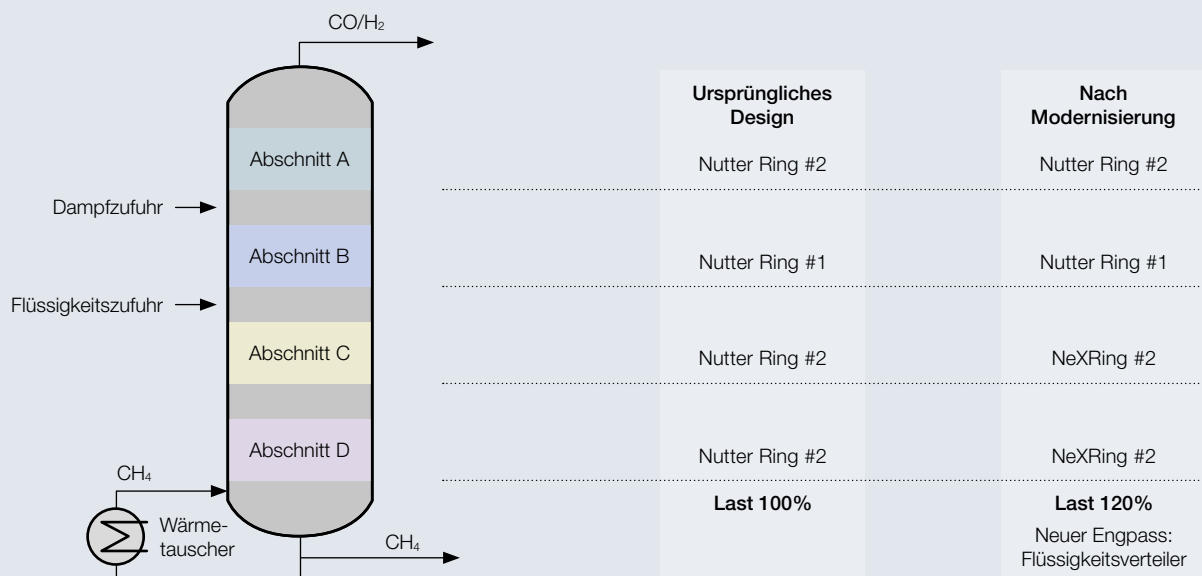 CO/H₂
Ursprüngliches
Design
Nach
Modernisierung
Abschnitt A
Nutter Ring #2
Nutter Ring #2
Dampfzufuhr
Abschnitt B
Nutter Ring #1
Nutter Ring #1
Flüssigkeitszufuhr
Abschnitt C
Nutter Ring #2
NeXRing #2
Abschnitt D
Nutter Ring #2
NeXRing #2
CH₄
Last 100%
Last 120%
Wärme-
tauscher
CH₄
Neuer Engpass:
Flüssigkeitsverteiler